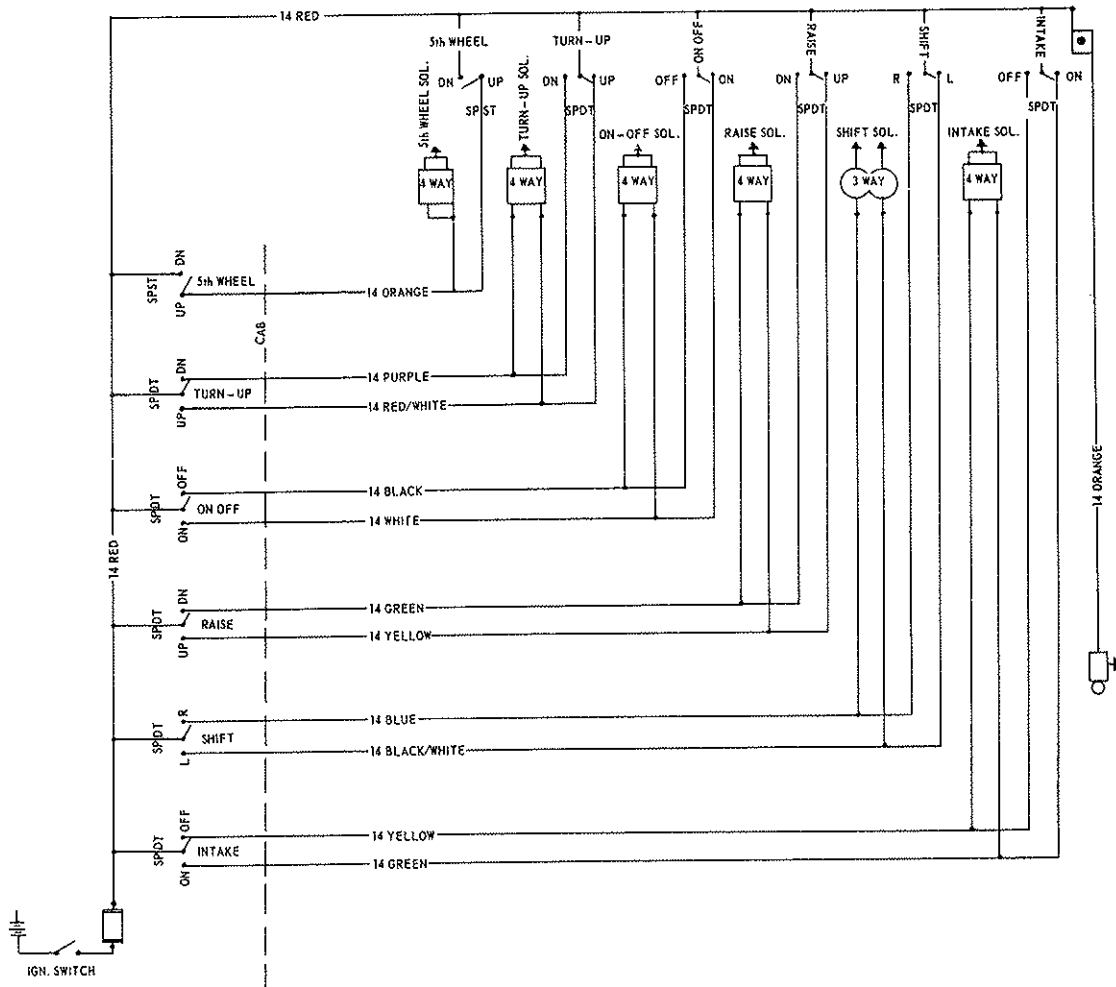 14 RED
5th WHEEL
TURN-UP
ON OFF
RAISE
SHIFT
INTAKE
DN
UP
SPST
DN
UP
SPDT
OFF
ON
SPDT
DN
UP
SPDT
R
L
SPDT
OFF
ON
SPDT
5th WHEEL SOL.
TURN-UP SOL.
ON-OFF SOL.
RAISE SOL.
SHIFT SOL.
INTAKE SOL.
4 WAY
4 WAY
4 WAY
4 WAY
3 WAY
4 WAY
DN
SPST
5th WHEEL
UP
14 ORANGE
CAB
DN
14 PURPLE
SPDT
TURN-UP
UP
14 RED/WHITE
OFF
14 BLACK
SPDT
ON OFF
ON
14 WHITE
14 ORANGE
14 RED
DN
14 GREEN
SPDT
RAISE
UP
14 YELLOW
R
14 BLUE
SPDT
SHIFT
L
14 BLACK/WHITE
OFF
14 YELLOW
SPDT
INTAKE
ON
14 GREEN
IGN. SWITCH